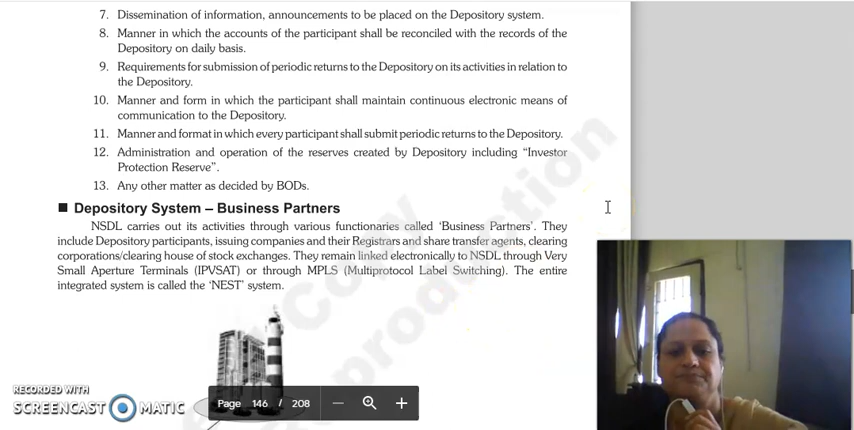 7. Dissemination of information, announcements to be placed on the Depository system.
8. Manner in which the accounts of the participant shall be reconciled with the records of the
Depository on daily basis.
9. Requirements for submission of periodic returns to the Depository on its activities in relation to
the Depository.
10. Manner and form in which the participant shall maintain continuous electronic means of
communication to the Depository.
11. Manner and format in which every participant shall submit periodic returns to the Depository.
12. Administration and operation of the reserves created by Depository including “Investor
Protection Reserve”.
13. Any other matter as decided by BODs.
■ Depository System – Business Partners
NSDL carries out its activities through various functionaries called ‘Business Partners’. They
include Depository participants, issuing companies and their Registrars and share transfer agents, clearing
corporations/clearing house of stock exchanges. They remain linked electronically to NSDL through Very
Small Aperture Terminals (IPVSAT) or through MPLS (Multiprotocol Label Switching). The entire
integrated system is called the ‘NEST’ system.
Copy
RECORDED WITH
SCREENCAST MATIC
Page 146 / 208